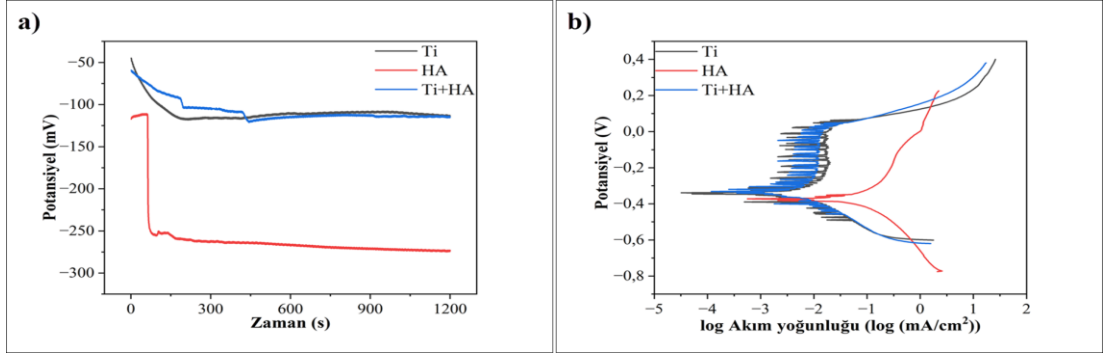 a)
Ti
HA
Ti+HA
−50
−100
−150
−200
−250
−300
Potansiyel (mV)
0
300
600
900
1200
Zaman (s)
b)
Ti
HA
Ti+HA
0,4
0,2
0,0
−0,2
−0,4
−0,6
−0,8
Potansiyel (V)
−5
−4
−3
−2
−1
0
1
2
log Akım yoğunluğu (log (mA/cm²))